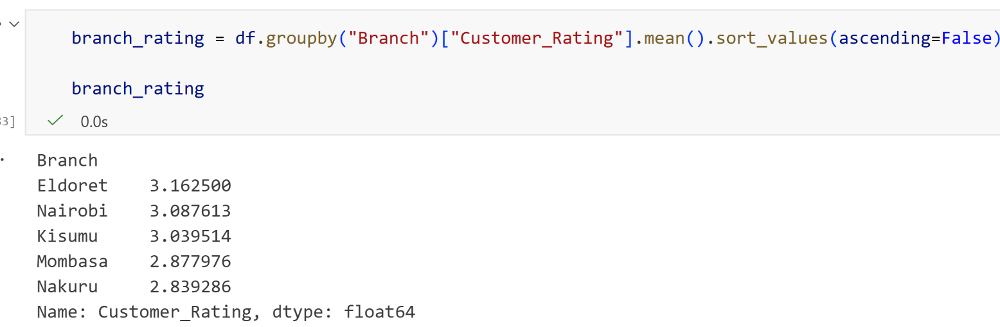 branch_rating = df.groupby("Branch")["Customer_Rating"].mean().sort_values(ascending=False)
branch_rating
3]
0.0s
Branch
Eldoret    3.162500
Nairobi    3.087613
Kisumu     3.039514
Mombasa    2.877976
Nakuru     2.839286
Name: Customer_Rating, dtype: float64